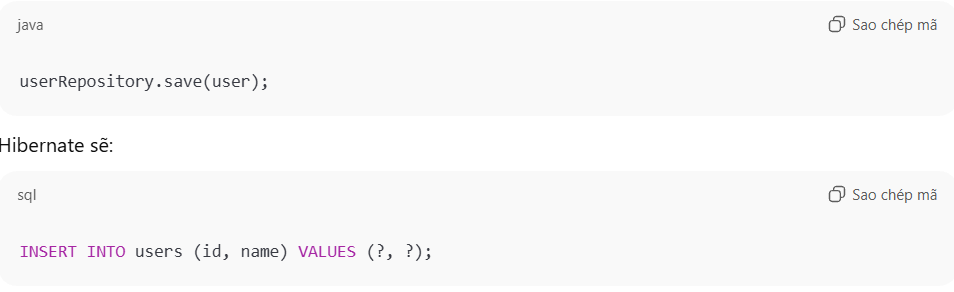 java
Sao chép mã
userRepository.save(user);
Hibernate sẽ:
sql
Sao chép mã
INSERT INTO users (id, name) VALUES (?, ?);